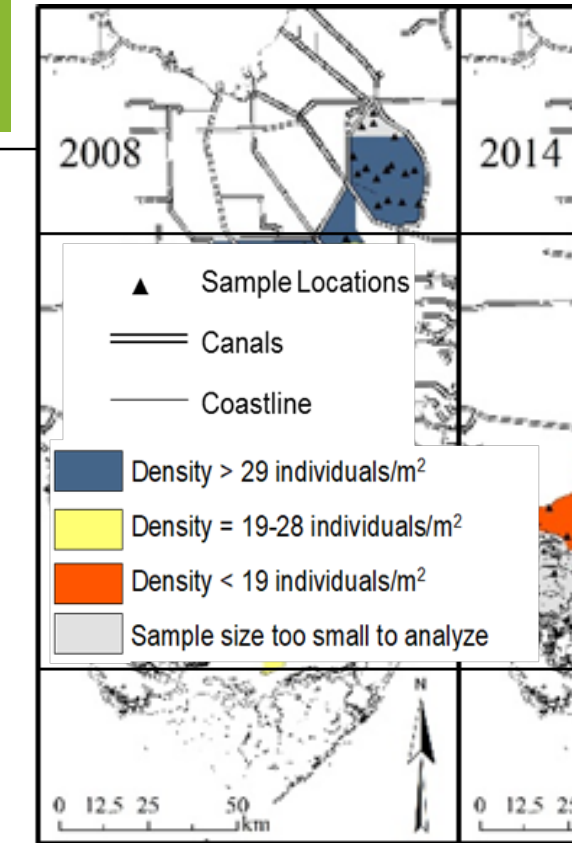 2008
2014
Sample Locations
Canals
Coastline
Density > 29 individuals/m²
Density = 19-28 individuals/m²
Density < 19 individuals/m²
Sample size too small to analyze
N
0 12.5 25 50
km
N
0 12.5 25